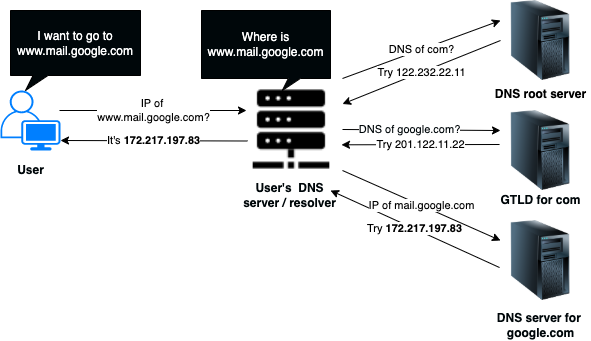 I want to go to
www.mail.google.com
Where is
www.mail.google.com
DNS of com?
Try 122.232.22.11
DNS root server
IP of
www.mail.google.com?
It's 172.217.197.83
User
DNS of google.com?
Try 201.122.11.22
GTLD for com
User's DNS
server / resolver
IP of mail.google.com
Try 172.217.197.83
DNS server for
google.com